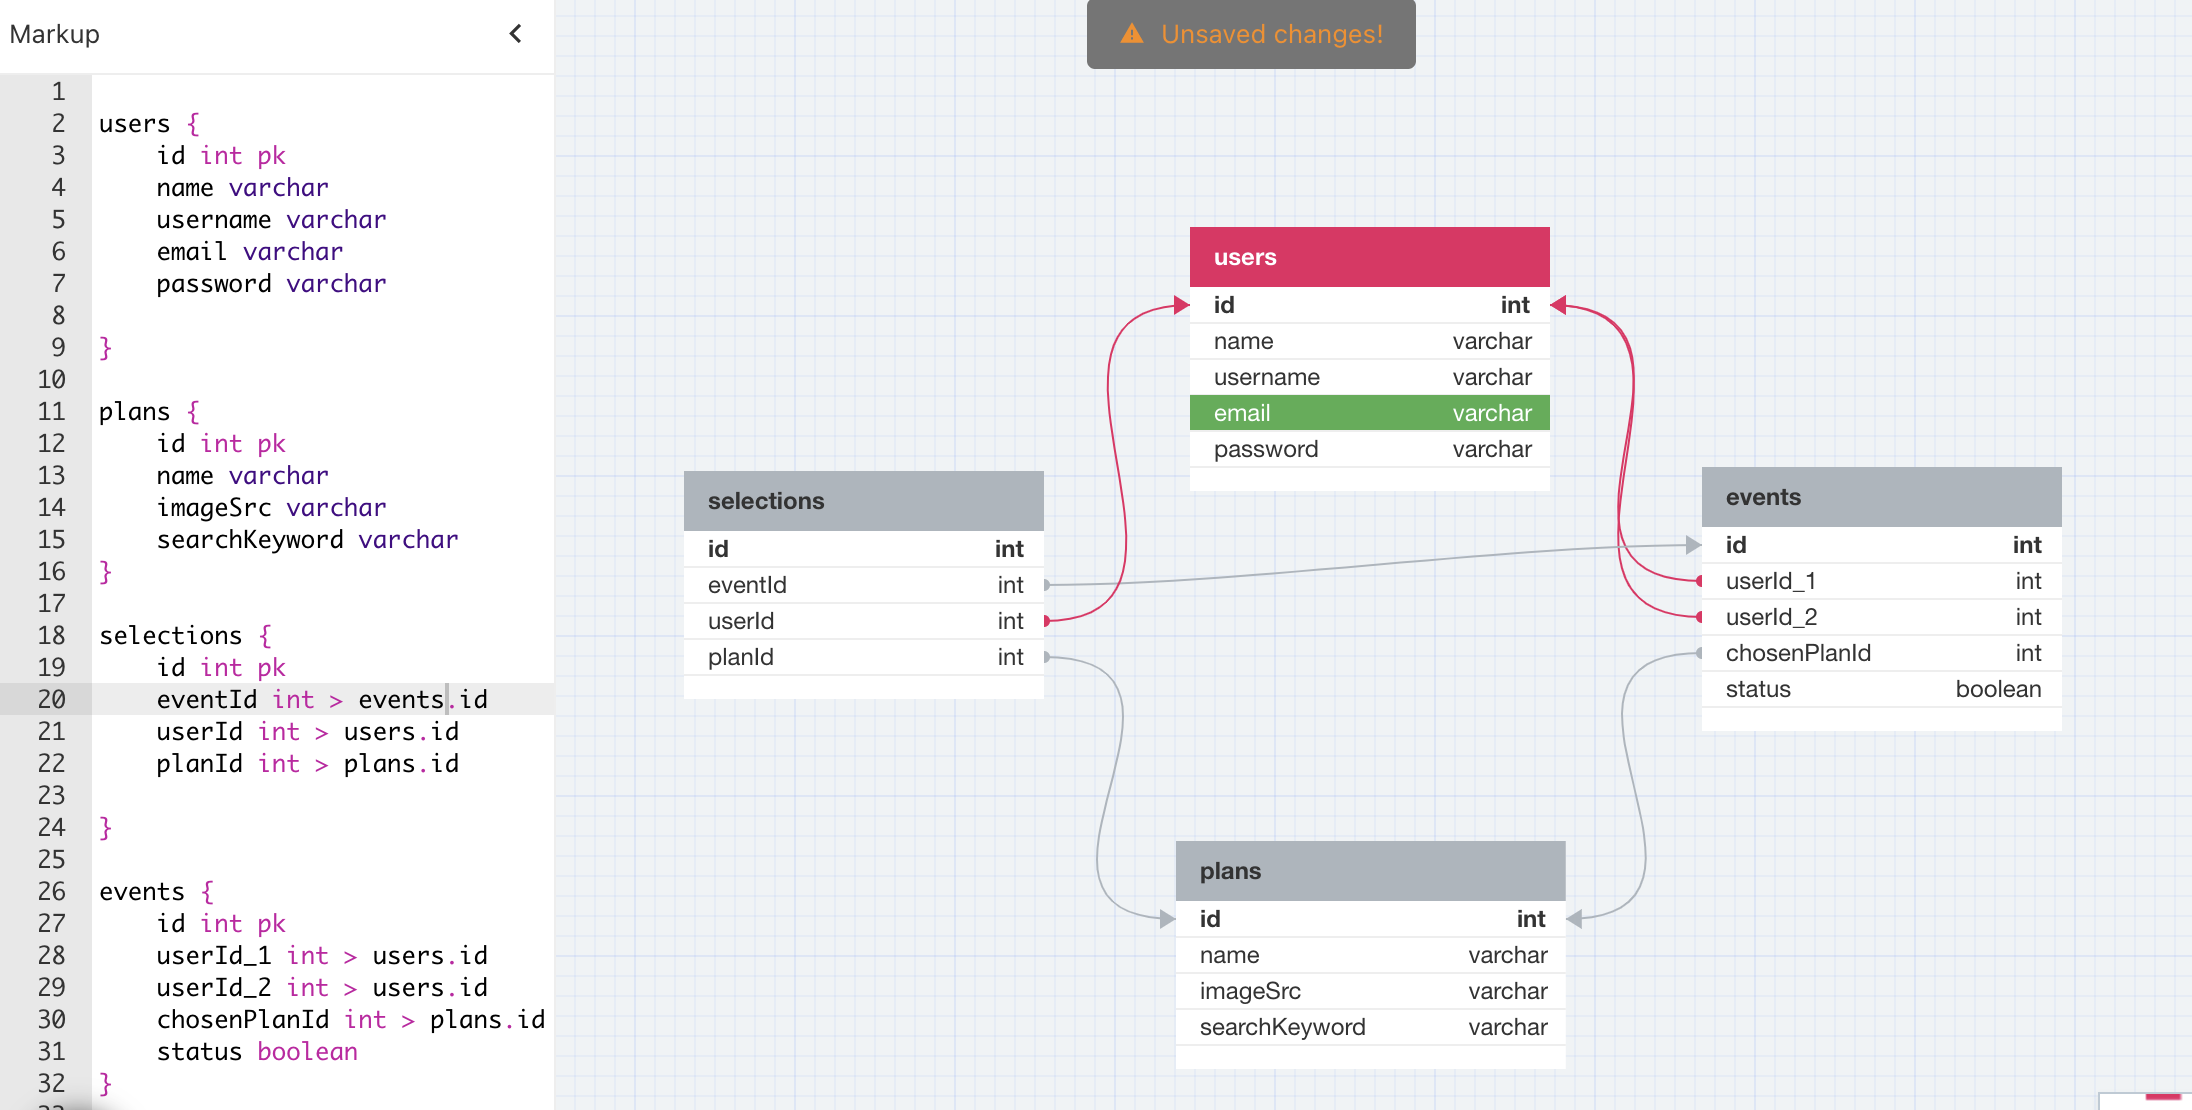 Markup
Unsaved changes!
1
2 users {
3 id int pk
4 name varchar
5 username varchar
6 email varchar
7 password varchar
8
9 }
10
11 plans {
12 id int pk
13 name varchar
14 imageSrc varchar
15 searchKeyword varchar
16 }
17
18 selections {
19 id int pk
20 eventId int > events.id
21 userId int > users.id
22 planId int > plans.id
23
24 }
25
26 events {
27 id int pk
28 userId_1 int > users.id
29 userId_2 int > users.id
30 chosenPlanId int > plans.id
31 status boolean
32 }
users
id int
name varchar
username varchar
email varchar
password varchar
selections
id int
eventId int
userId int
planId int
events
id int
userId_1 int
userId_2 int
chosenPlanId int
status boolean
plans
id int
name varchar
imageSrc varchar
searchKeyword varchar